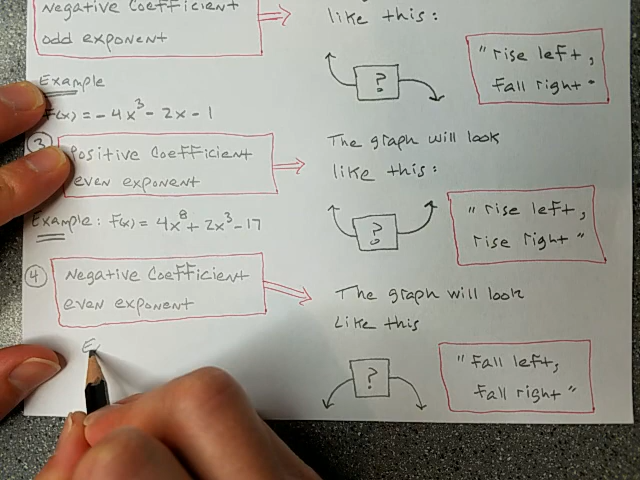 Negative Coefficient
odd exponent
like this:
"rise left,
fall right"
?
Example
F(x) = -4x³ - 2x - 1
3
Positive Coefficient
even exponent
The graph will look
like this:
?
"rise left,
rise right"
Example: F(x) = 4x⁸ + 2x³ - 17
4
Negative Coefficient
even exponent
The graph will look
Like this
?
"Fall left,
Fall right"
E